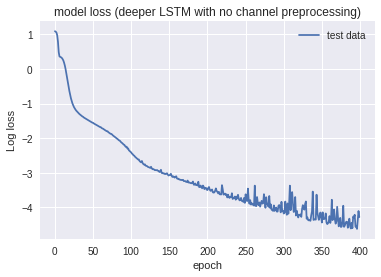 model loss (deeper LSTM with no channel preprocessing)
test data
Log loss
1
0
−1
−2
−3
−4
0 50 100 150 200 250 300 350 400
epoch